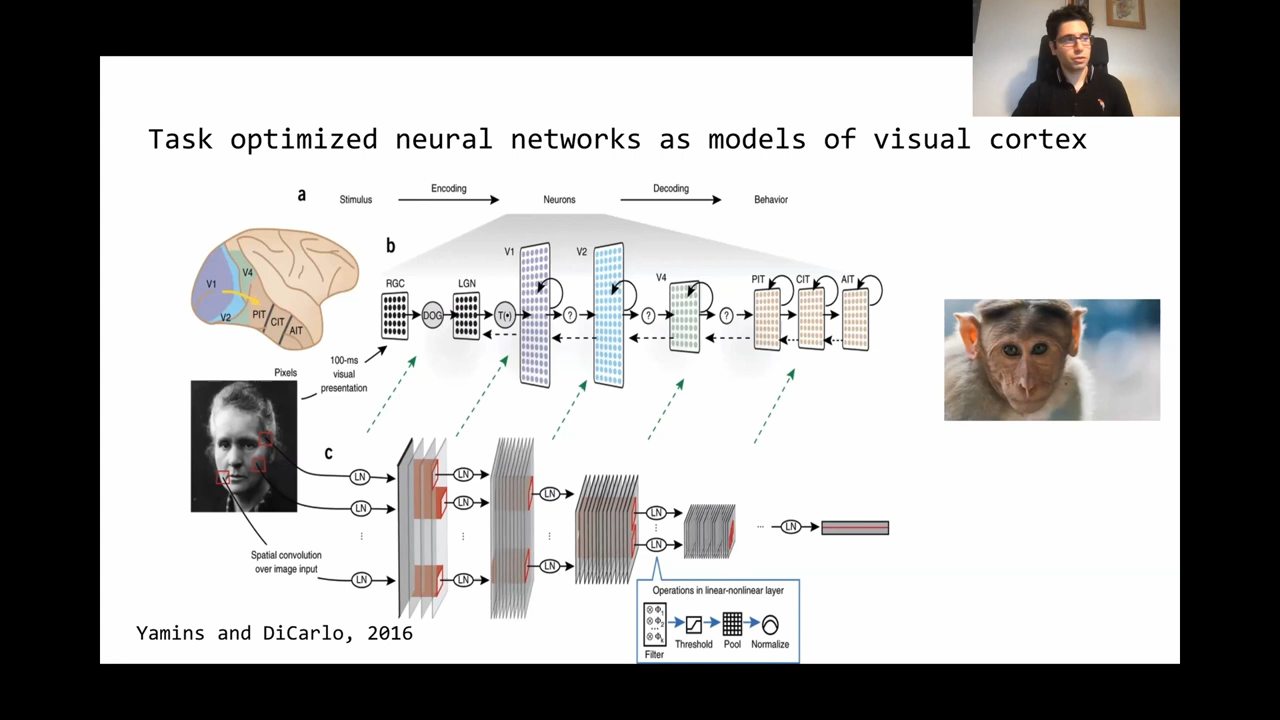 Task optimized neural networks as models of visual cortex
a
Stimulus
Encoding
Neurons
Decoding
Behavior
b
V1
V2
V4
PIT
CIT
AIT
RGC
DOG
LGN
T(•)
V1
?
V2
?
V4
?
PIT
CIT
AIT
100-ms
visual
presentation
Pixels
c
LN
LN
⋮
LN
Spatial convolution
over image input
LN
LN
⋮
LN
LN
⋮
LN
LN
⋮
LN
...
LN
Operations in linear-nonlinear layer
⊗ Φ1
⊗ Φ2
...
⊗ Φk
Filter
Threshold
Pool
Normalize
Yamins and DiCarlo, 2016